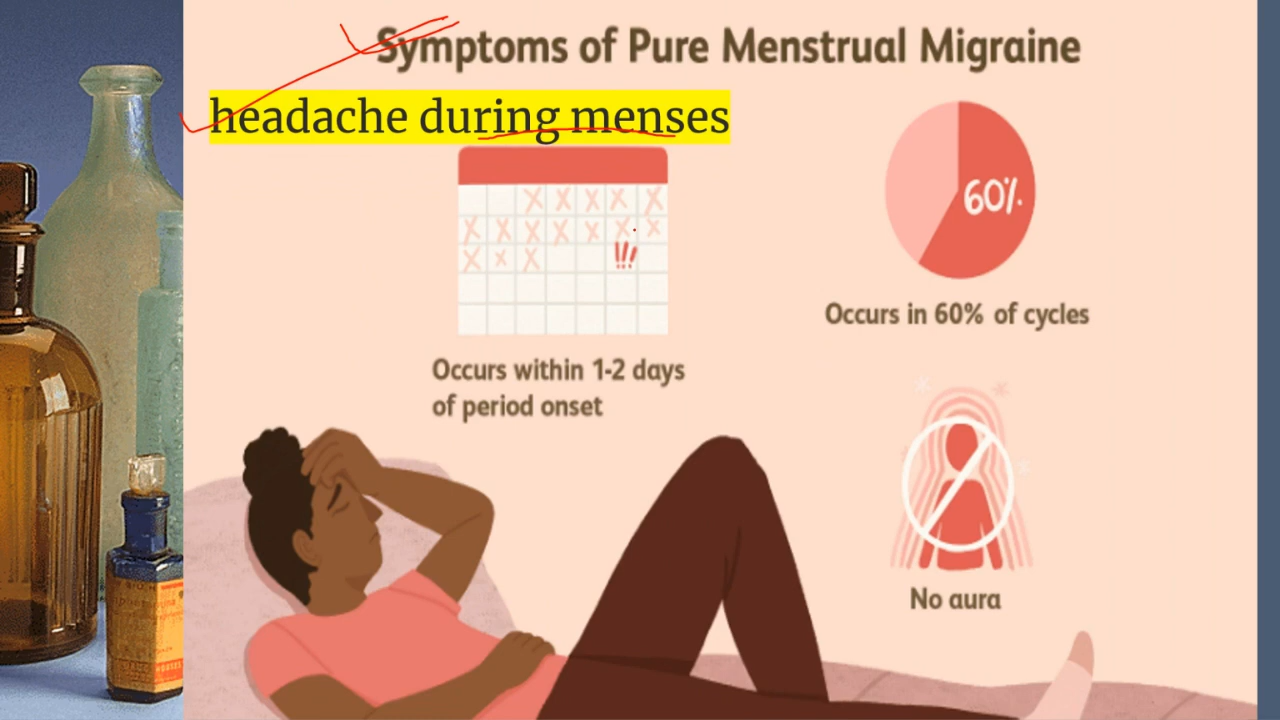 Symptoms of Pure Menstrual Migraine
headache during menses
60%
Occurs in 60% of cycles
Occurs within 1-2 days
of period onset
No aura